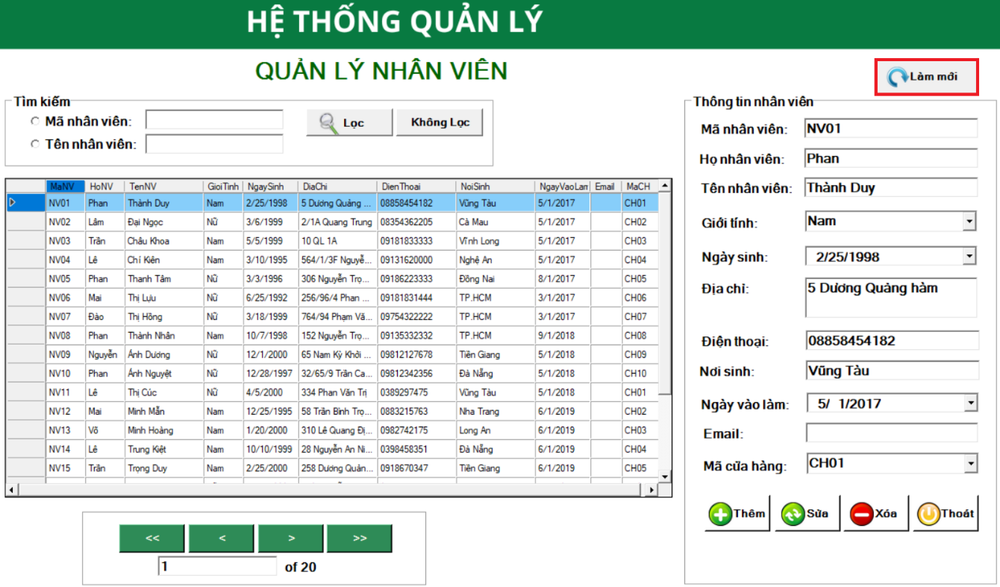 HỆ THỐNG QUẢN LÝ
QUẢN LÝ NHÂN VIÊN
Làm mới
Tìm kiếm
Mã nhân viên:
Tên nhân viên:
Lọc
Không Lọc
MaNV HoNV TenNV GioiTinh NgaySinh DiaChi DienThoai NoiSinh NgayVaoLam Email MaCH
NV01 Phan Thành Duy Nam 2/25/1998 5 Dương Quảng ... 08858454182 Vũng Tàu 5/1/2017 CH01
NV02 Lâm Đại Ngọc Nữ 3/6/1999 2/1A Quang Trung 08354362205 Cà Mau 5/1/2017 CH02
NV03 Trần Châu Khoa Nam 5/5/1999 10 QL 1A 09181833333 Vĩnh Long 5/1/2017 CH03
NV04 Lê Chí Kiên Nam 3/10/1995 564/1/3F Nguyễ... 09131620000 Nghệ An 5/1/2017 CH04
NV05 Phan Thanh Tâm Nữ 3/3/1996 306 Nguyễn Trọ... 09186223333 Đồng Nai 8/1/2017 CH05
NV06 Mai Thị Lựu Nữ 6/25/1992 256/96/4 Phan ... 09181831444 TP.HCM 3/1/2017 CH06
NV07 Đào Thị Hồng Nữ 3/18/1999 764/94 Phạm Vă... 09754322222 TP.HCM 3/1/2017 CH07
NV08 Phan Thành Nhân Nam 10/7/1998 152 Nguyễn Trọ... 09135332332 TP.HCM 9/1/2018 CH08
NV09 Nguyễn Ánh Dương Nữ 12/1/2000 65 Nam Kỳ Khởi ... 09812127678 Tiền Giang 5/1/2018 CH09
NV10 Phan Ánh Nguyệt Nữ 12/28/1997 32/65/9 Trần Ca... 09812342356 Đà Nẵng 5/1/2018 CH10
NV11 Lê Thị Cúc Nữ 4/5/2000 334 Phan Văn Trị 0389297475 Vũng Tàu 5/1/2018 CH01
NV12 Mai Minh Mẫn Nam 12/25/1995 58 Trần Bình Trọ... 0883215763 Nha Trang 6/1/2019 CH02
NV13 Võ Minh Hoàng Nam 1/20/2000 310 Lê Quang Đị... 0982742175 Long An 6/1/2019 CH03
NV14 Lê Trung Kiệt Nam 10/10/1999 28 Nguyễn An Ni... 0398458351 Đà Nẵng 6/1/2019 CH04
NV15 Trần Trọng Duy Nam 2/25/2000 258 Dương Quản... 0918670347 Tiền Giang 6/1/2019 CH05
<< < > >>
1 of 20
Thông tin nhân viên
Mã nhân viên: NV01
Họ nhân viên: Phan
Tên nhân viên: Thành Duy
Giới tính: Nam
Ngày sinh: 2/25/1998
Địa chỉ: 5 Dương Quảng hàm
Điện thoại: 08858454182
Nơi sinh: Vũng Tàu
Ngày vào làm: 5/ 1/2017
Email:
Mã cửa hàng: CH01
Thêm Sửa Xóa Thoát